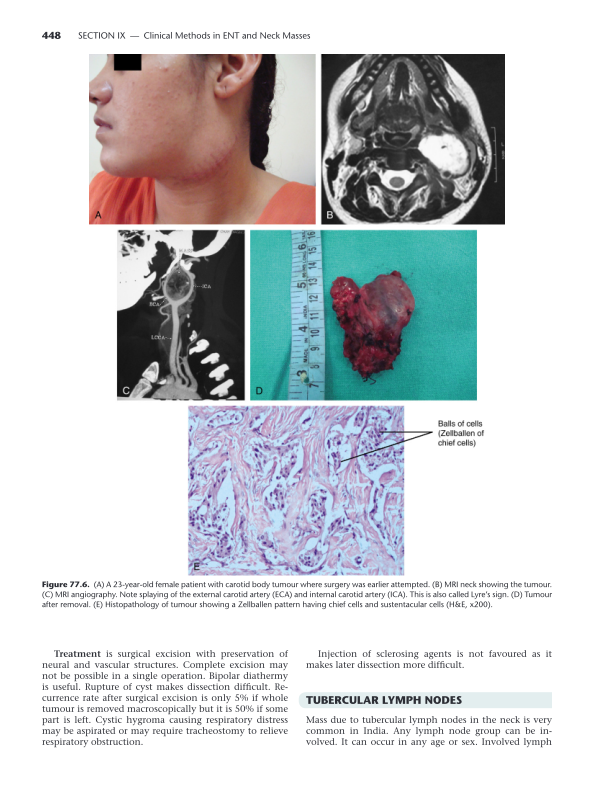 448 SECTION IX — Clinical Methods in ENT and Neck Masses
A
B
ECA
ICA
LCCA
C
D
Balls of cells
(Zellballen of
chief cells)
E
Figure 77.6. (A) A 23-year-old female patient with carotid body tumour where surgery was earlier attempted. (B) MRI neck showing the tumour.
(C) MRI angiography. Note splaying of the external carotid artery (ECA) and internal carotid artery (ICA). This is also called Lyre's sign. (D) Tumour
after removal. (E) Histopathology of tumour showing a Zellballen pattern having chief cells and sustentacular cells (H&E, x200).
Treatment is surgical excision with preservation of
neural and vascular structures. Complete excision may
not be possible in a single operation. Bipolar diathermy
is useful. Rupture of cyst makes dissection difficult. Re-
currence rate after surgical excision is only 5% if whole
tumour is removed macroscopically but it is 50% if some
part is left. Cystic hygroma causing respiratory distress
may be aspirated or may require tracheostomy to relieve
respiratory obstruction.
Injection of sclerosing agents is not favoured as it
makes later dissection more difficult.
TUBERCULAR LYMPH NODES
Mass due to tubercular lymph nodes in the neck is very
common in India. Any lymph node group can be in-
volved. It can occur in any age or sex. Involved lymph